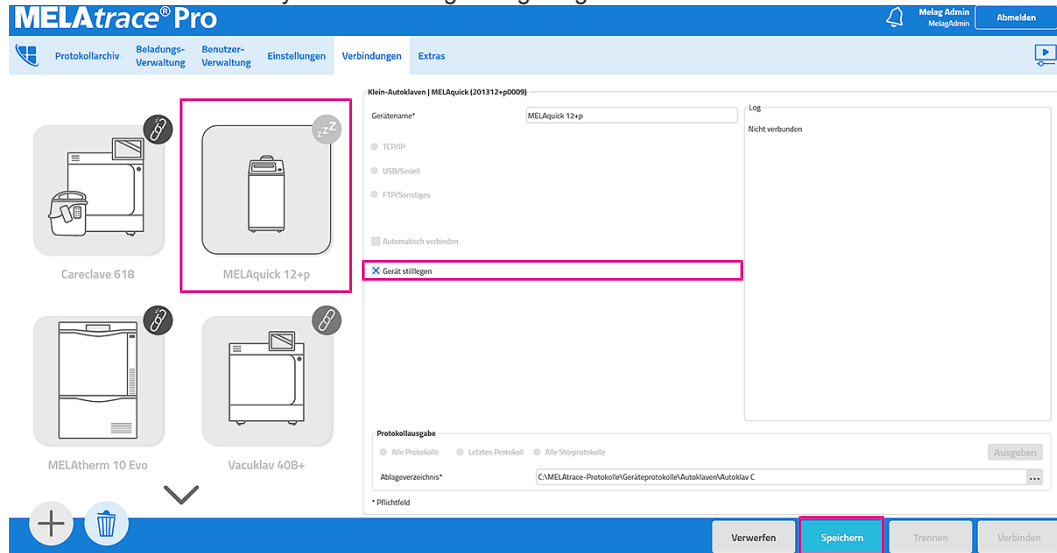 MELAtrace® Pro
Melag Admin
MelagAdmin
Abmelden
Protokollarchiv
Beladungs-
Verwaltung
Benutzer-
Verwaltung
Einstellungen
Verbindungen
Extras
zzZ
Careclave 618
MELAquick 12+p
MELAtherm 10 Evo
Vacuklav 40B+
Klein-Autoklaven | MELAquick (201312+p0009)
Gerätename*
MELAquick 12+p
TCP/IP
USB/Seriell
FTP/Sonstiges
Automatisch verbinden
Gerät stilllegen
Log
Nicht verbunden
Protokollausgabe
Alle Protokolle
Letztes Protokoll
Alle Störprotokolle
Ausgeben
Ablageverzeichnis*
C:\MELAtrace-Protokolle\Geräteprotokolle\Autoklaven\Autoklav C
...
* Pflichtfeld
Verwerfen
Speichern
Trennen
Verbinden